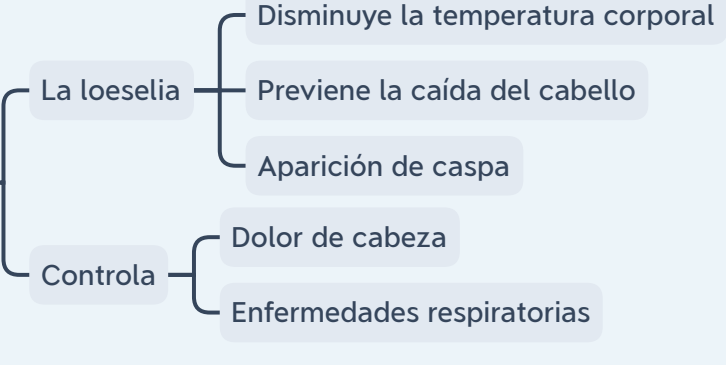 Disminuye la temperatura corporal
La loeselia
Previene la caída del cabello
Aparición de caspa
Dolor de cabeza
Controla
Enfermedades respiratorias